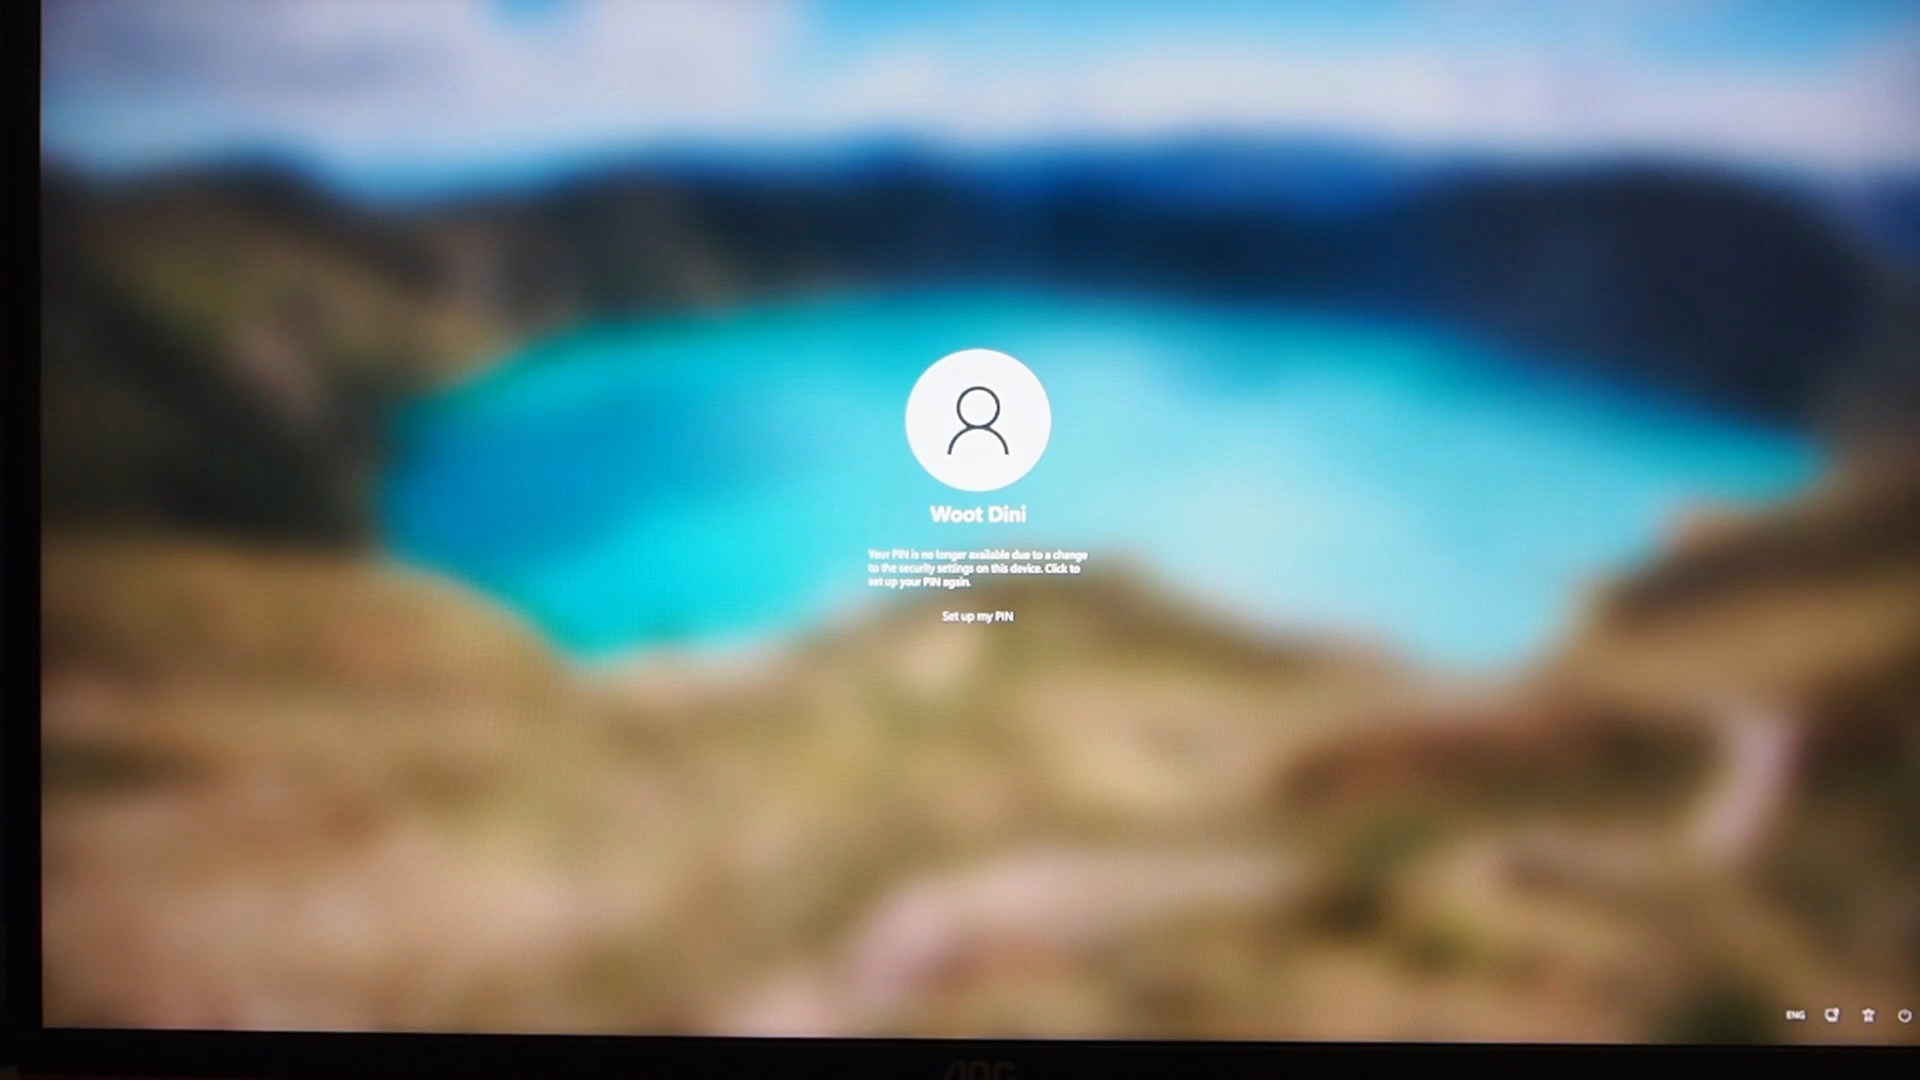 Woot Dini
Your PIN is no longer available due to a change
to the security settings on this device. Click to
set up your PIN again.
Set up my PIN
ENG
AOC